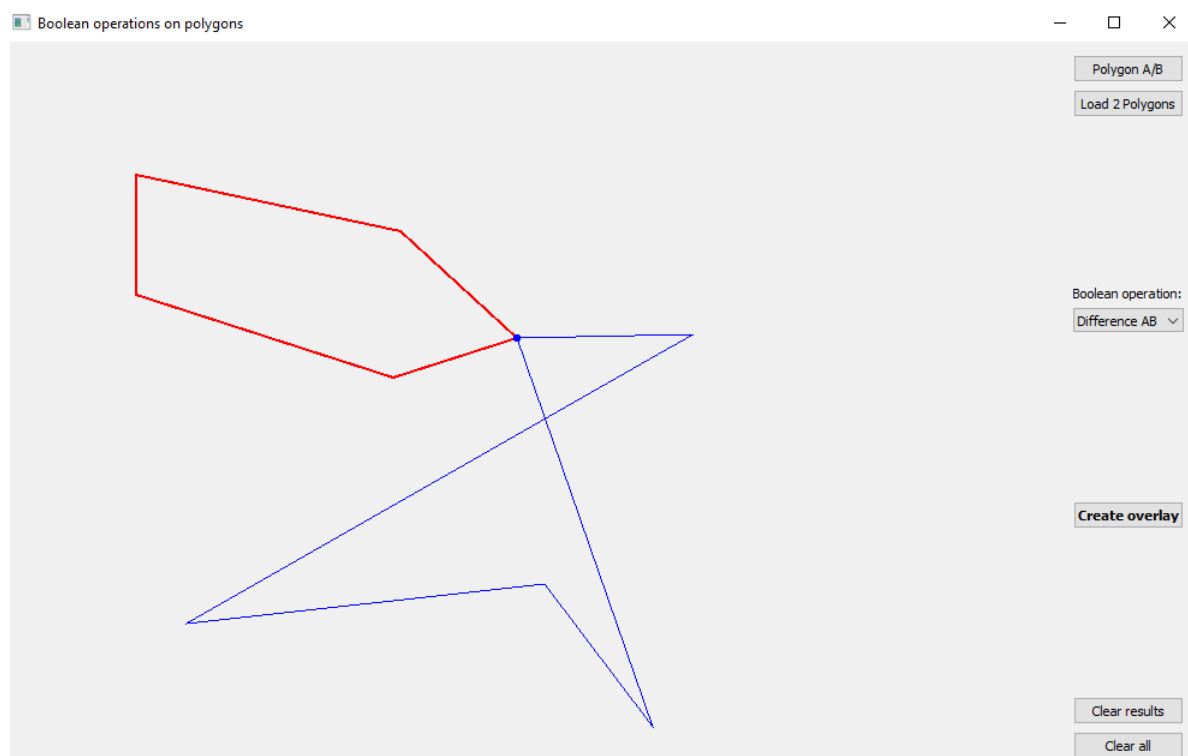 Boolean operations on polygons
Polygon A/B
Load 2 Polygons
Boolean operation:
Difference AB
Create overlay
Clear results
Clear all